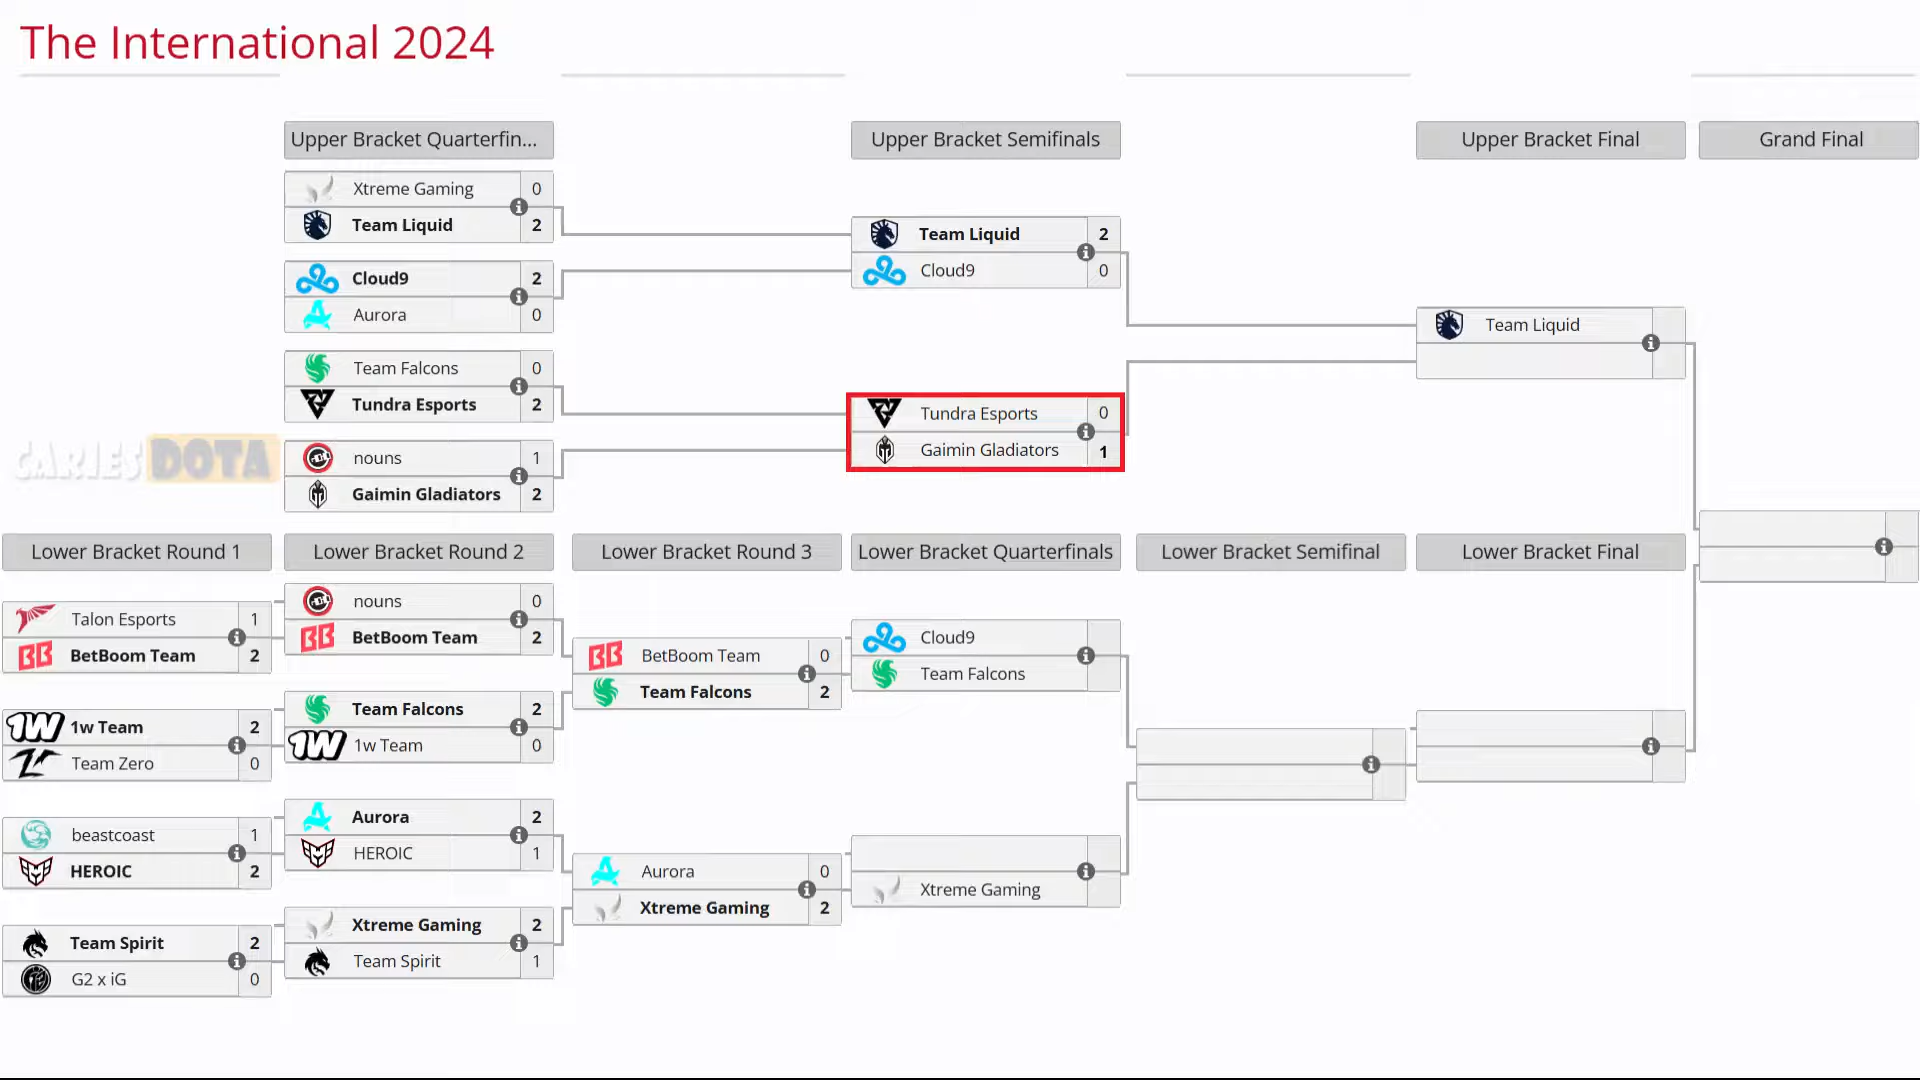 The International 2024
Upper Bracket Quarterfin...
Upper Bracket Semifinals
Upper Bracket Final
Grand Final
Xtreme Gaming 0
Team Liquid 2
Cloud9 2
Aurora 0
Team Falcons 0
Tundra Esports 2
nouns 1
Gaimin Gladiators 2
Team Liquid 2
Cloud9 0
Tundra Esports 0
Gaimin Gladiators 1
Team Liquid
CARIES DOTA
Lower Bracket Round 1
Lower Bracket Round 2
Lower Bracket Round 3
Lower Bracket Quarterfinals
Lower Bracket Semifinal
Lower Bracket Final
Talon Esports 1
BetBoom Team 2
1W 1w Team 2
Team Zero 0
beastcoast 1
HEROIC 2
Team Spirit 2
G2 x iG 0
nouns 0
BetBoom Team 2
Team Falcons 2
1W 1w Team 0
Aurora 2
HEROIC 1
Xtreme Gaming 2
Team Spirit 1
BetBoom Team 0
Team Falcons 2
Aurora 0
Xtreme Gaming 2
Cloud9
Team Falcons
Xtreme Gaming